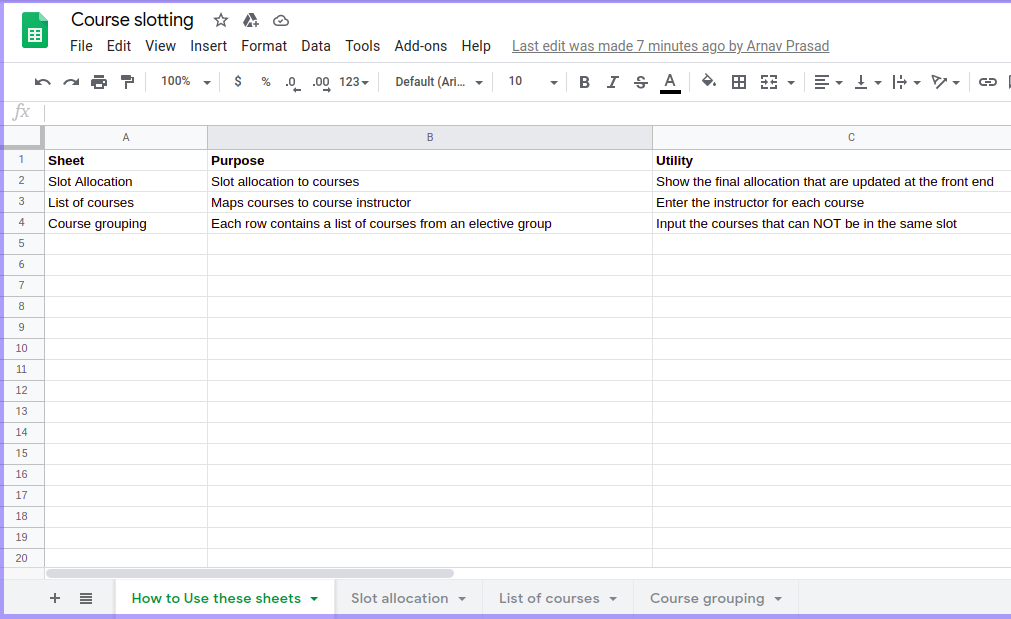 Course slotting
File Edit View Insert Format Data Tools Add-ons Help Last edit was made 7 minutes ago by Arnav Prasad
100% $ % .0 .00 123 Default (Ari... 10 B I S A
fx
A B C
1 Sheet Purpose Utility
2 Slot Allocation Slot allocation to courses Show the final allocation that are updated at the front end
3 List of courses Maps courses to course instructor Enter the instructor for each course
4 Course grouping Each row contains a list of courses from an elective group Input the courses that can NOT be in the same slot
5
6
7
8
9
10
11
12
13
14
15
16
17
18
19
20
+ How to Use these sheets Slot allocation List of courses Course grouping